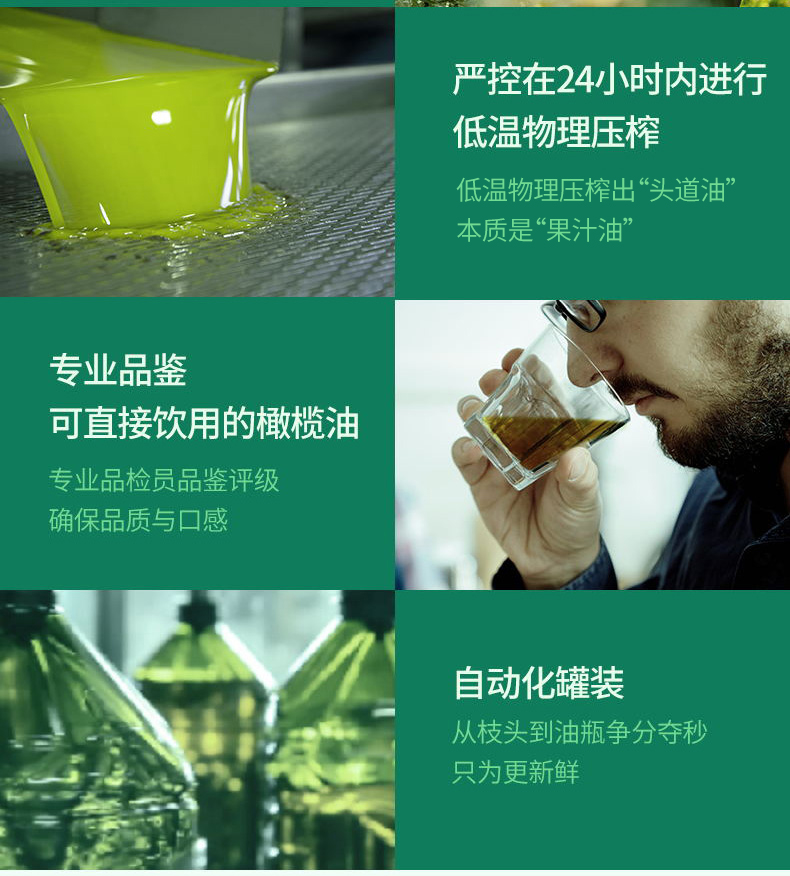 严控在24小时内进行
低温物理压榨
低温物理压榨出“头道油”
本质是“果汁油”
专业品鉴
可直接饮用的橄榄油
专业品检员品鉴评级
确保品质与口感
自动化罐装
从枝头到油瓶争分夺秒
只为更新鲜